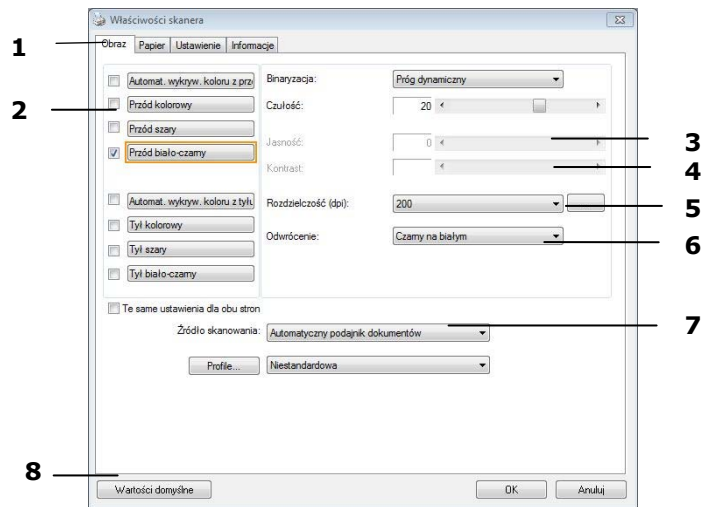 Właściwości skanera
1
Obraz Papier Ustawienie Informacje
Automat. wykryw. koloru z prz
Binaryzacja: Próg dynamiczny
2
Przód kolorowy
Czułość: 20
Przód szary
Jasność: 0
3
Przód biało-czarny
Kontrast:
4
Automat. wykryw. koloru z tyłu
Rozdzielczość (dpi): 200
5
Tył kolorowy
Odwrócenie: Czarny na białym
6
Tył szary
Tył biało-czarny
Te same ustawienia dla obu stron
Źródło skanowania: Automatyczny podajnik dokumentów
7
Profile... Niestandardowa
8
Wartości domyślne OK Anuluj